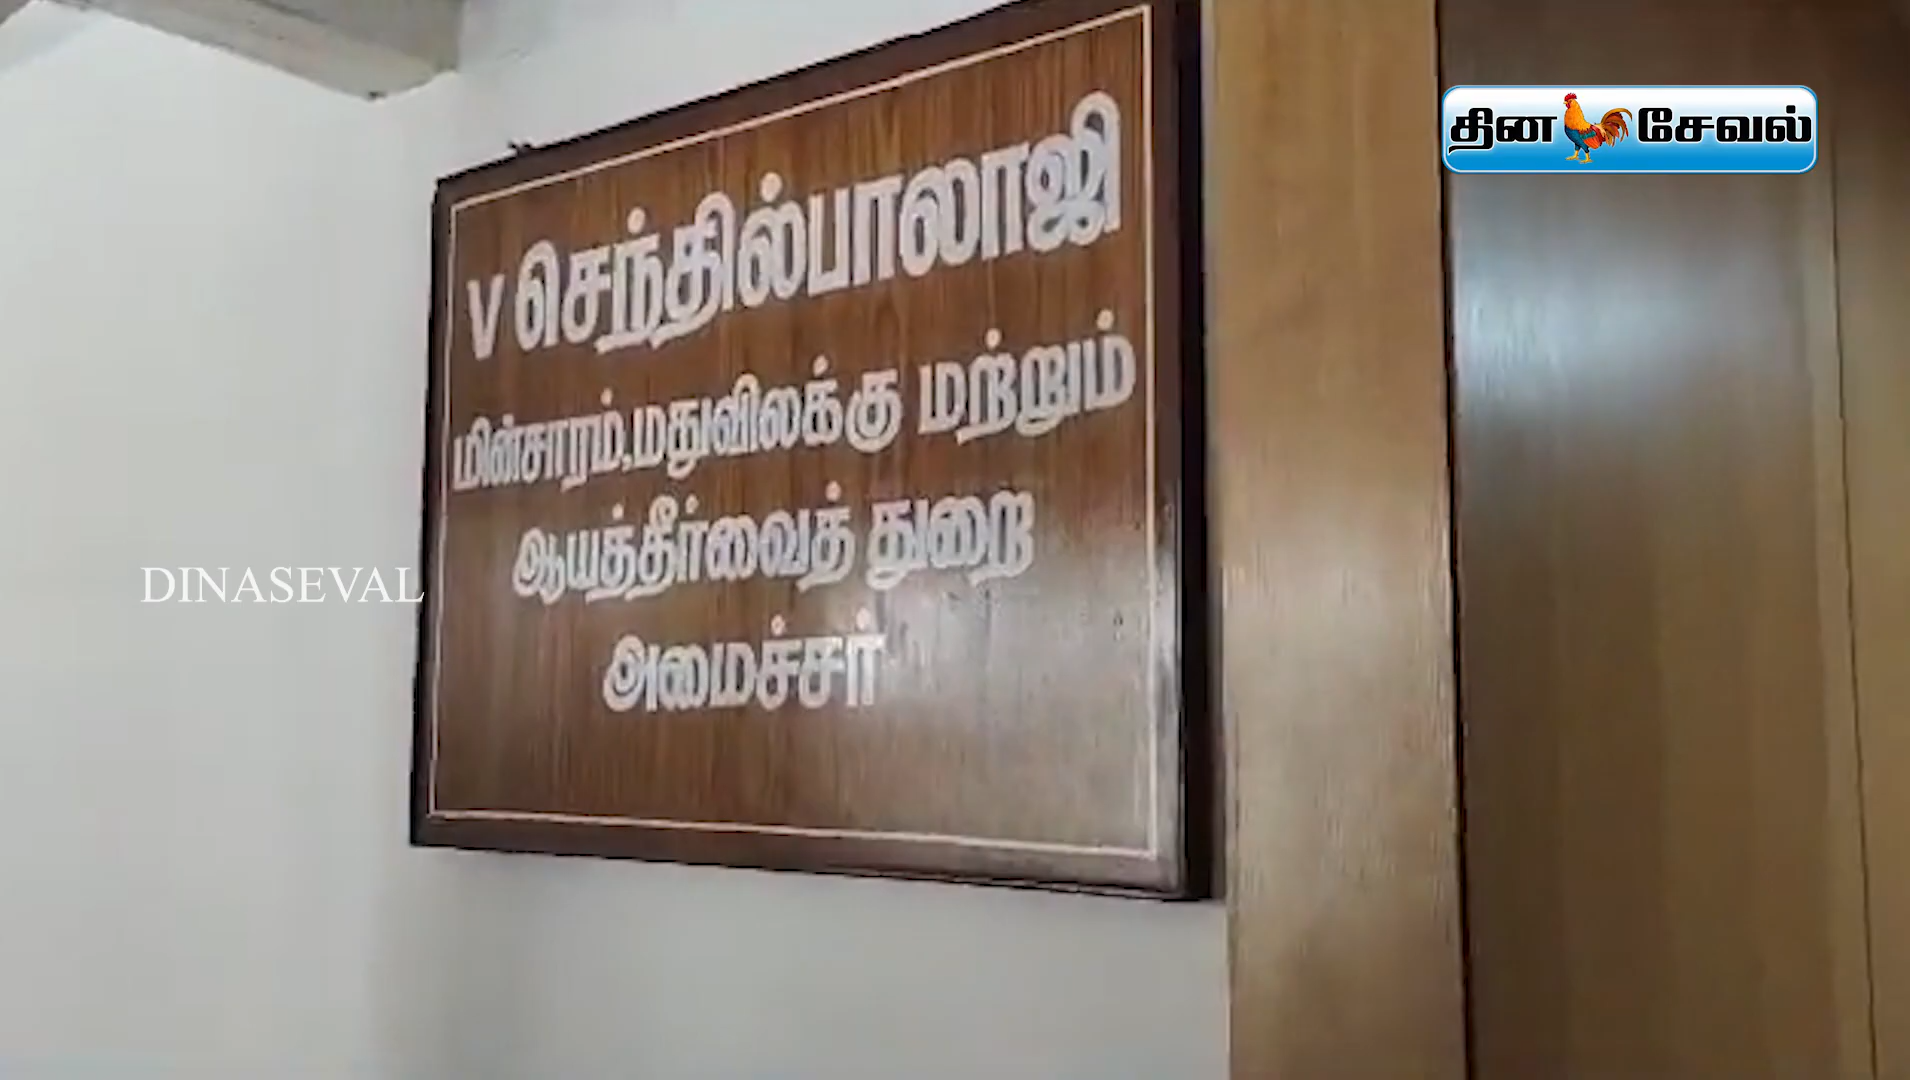 தின சேவல்
V செந்தில்பாலாஜி
மின்சாரம்,மதுவிலக்கு மற்றும்
ஆயத்தீர்வைத் துறை
அமைச்சர்
DINASEVAL